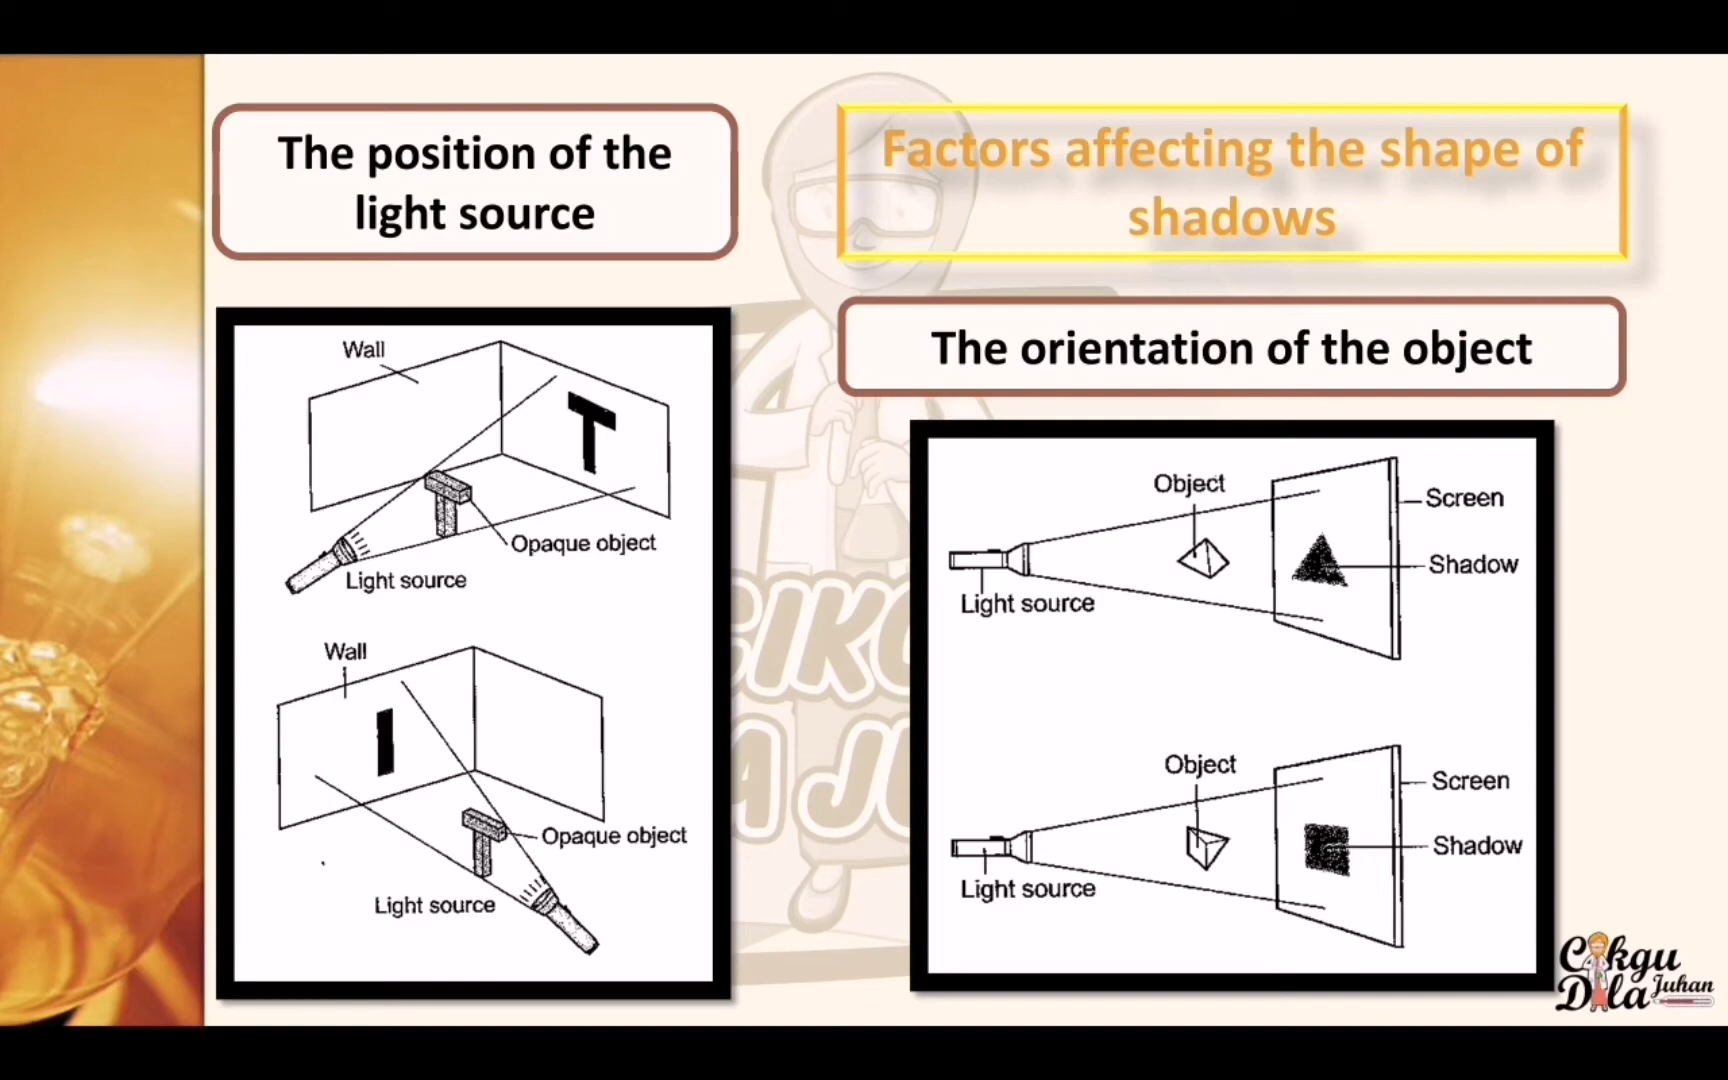 The position of the
light source
Factors affecting the shape of
shadows
The orientation of the object
Wall
T
Opaque object
Light source
Wall
I
Opaque object
Light source
Object
Screen
Shadow
Light source
Object
Screen
Shadow
Light source
Cikgu
Dila Juhan